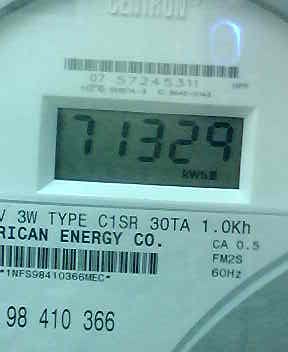 CENTRON
07 57245311
71329
kWh
V 3W TYPE C1SR 30TA 1.0Kh
RICAN ENERGY CO.
CA 0.5
FM2S
*1NFS98410366MEC*
60Hz
98 410 366